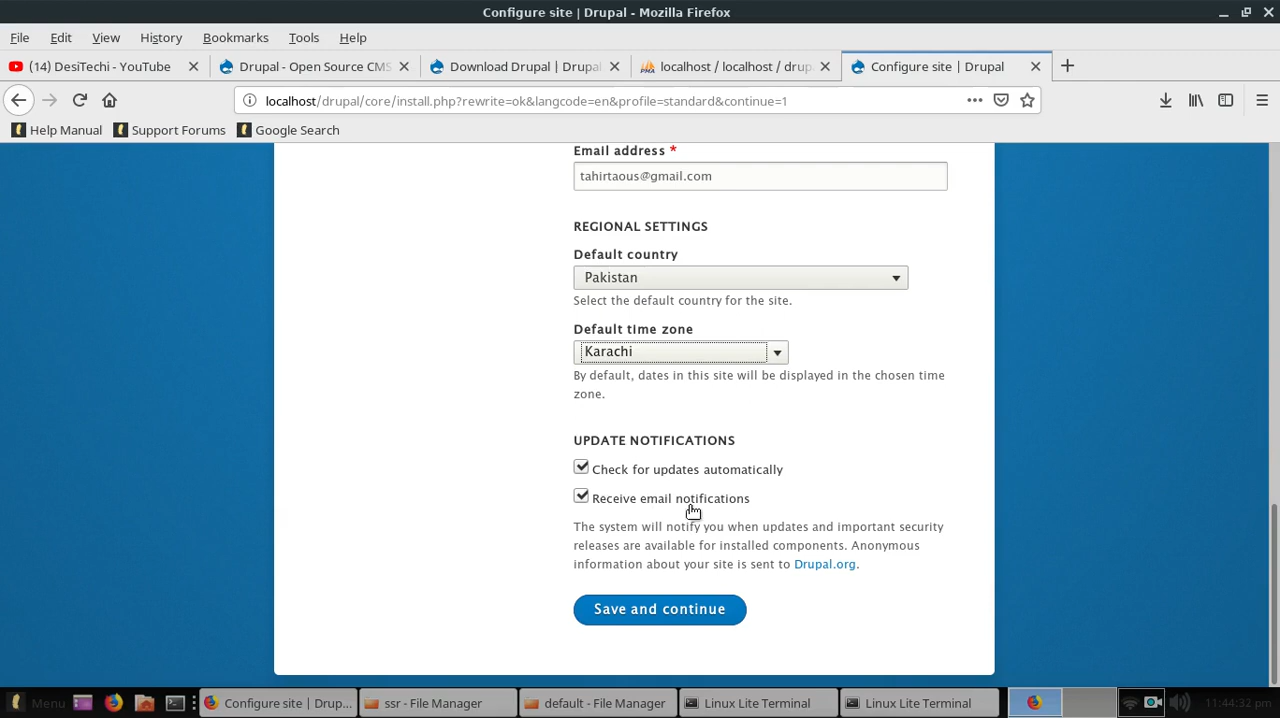 Configure site | Drupal - Mozilla Firefox
File Edit View History Bookmarks Tools Help
(14) DesiTechi - YouTube
Drupal - Open Source CMS
Download Drupal | Drupal
localhost / localhost / drup
Configure site | Drupal
localhost/drupal/core/install.php?rewrite=ok&langcode=en&profile=standard&continue=1
Help Manual Support Forums Google Search
Email address *
tahirtaous@gmail.com
REGIONAL SETTINGS
Default country
Pakistan
Select the default country for the site.
Default time zone
Karachi
By default, dates in this site will be displayed in the chosen time
zone.
UPDATE NOTIFICATIONS
Check for updates automatically
Receive email notifications
The system will notify you when updates and important security
releases are available for installed components. Anonymous
information about your site is sent to Drupal.org.
Save and continue
Menu
Configure site | Drup...
ssr - File Manager
default - File Manager
Linux Lite Terminal
Linux Lite Terminal
11:44:32 pm